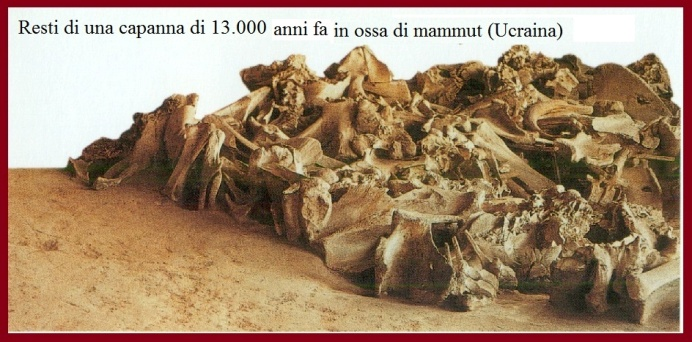 Resti di una capanna di 13.000 anni fa in ossa di mammut (Ucraina)